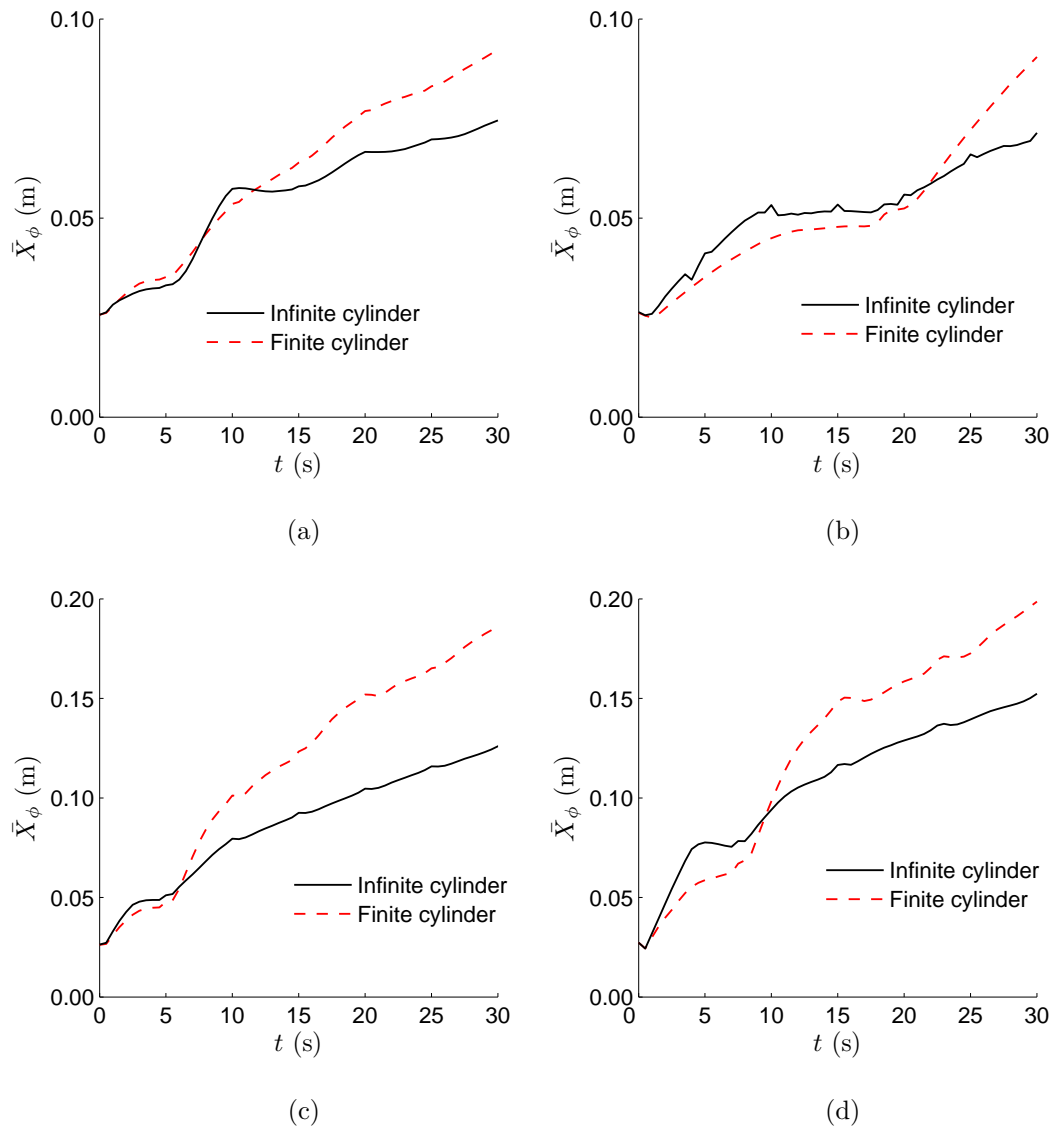 0.10
0.05
0.00
X̄ϕ (m)
0 5 10 15 20 25 30
t (s)
Infinite cylinder
Finite cylinder
(a)
0.10
0.05
0.00
X̄ϕ (m)
0 5 10 15 20 25 30
t (s)
Infinite cylinder
Finite cylinder
(b)
0.20
0.15
0.10
0.05
0.00
X̄ϕ (m)
0 5 10 15 20 25 30
t (s)
Infinite cylinder
Finite cylinder
(c)
0.20
0.15
0.10
0.05
0.00
X̄ϕ (m)
0 5 10 15 20 25 30
t (s)
Infinite cylinder
Finite cylinder
(d)